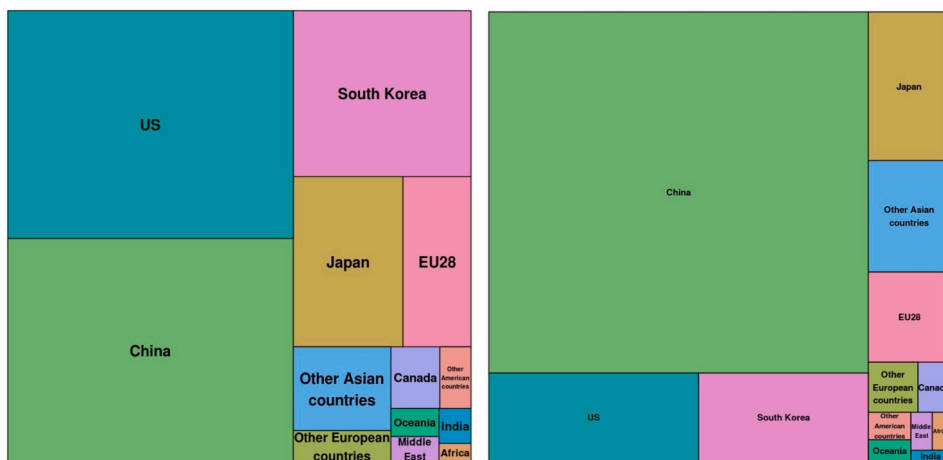 US
South Korea
Japan
EU28
China
Other Asian
countries
Canada
Other
American
countries
Oceania
India
Other European
countries
Middle
East
Africa
China
Japan
Other Asian
countries
EU28
Other
European
countries
Canad
US
South Korea
Other
American
countries
Middle
East
Afri
Oceania
India